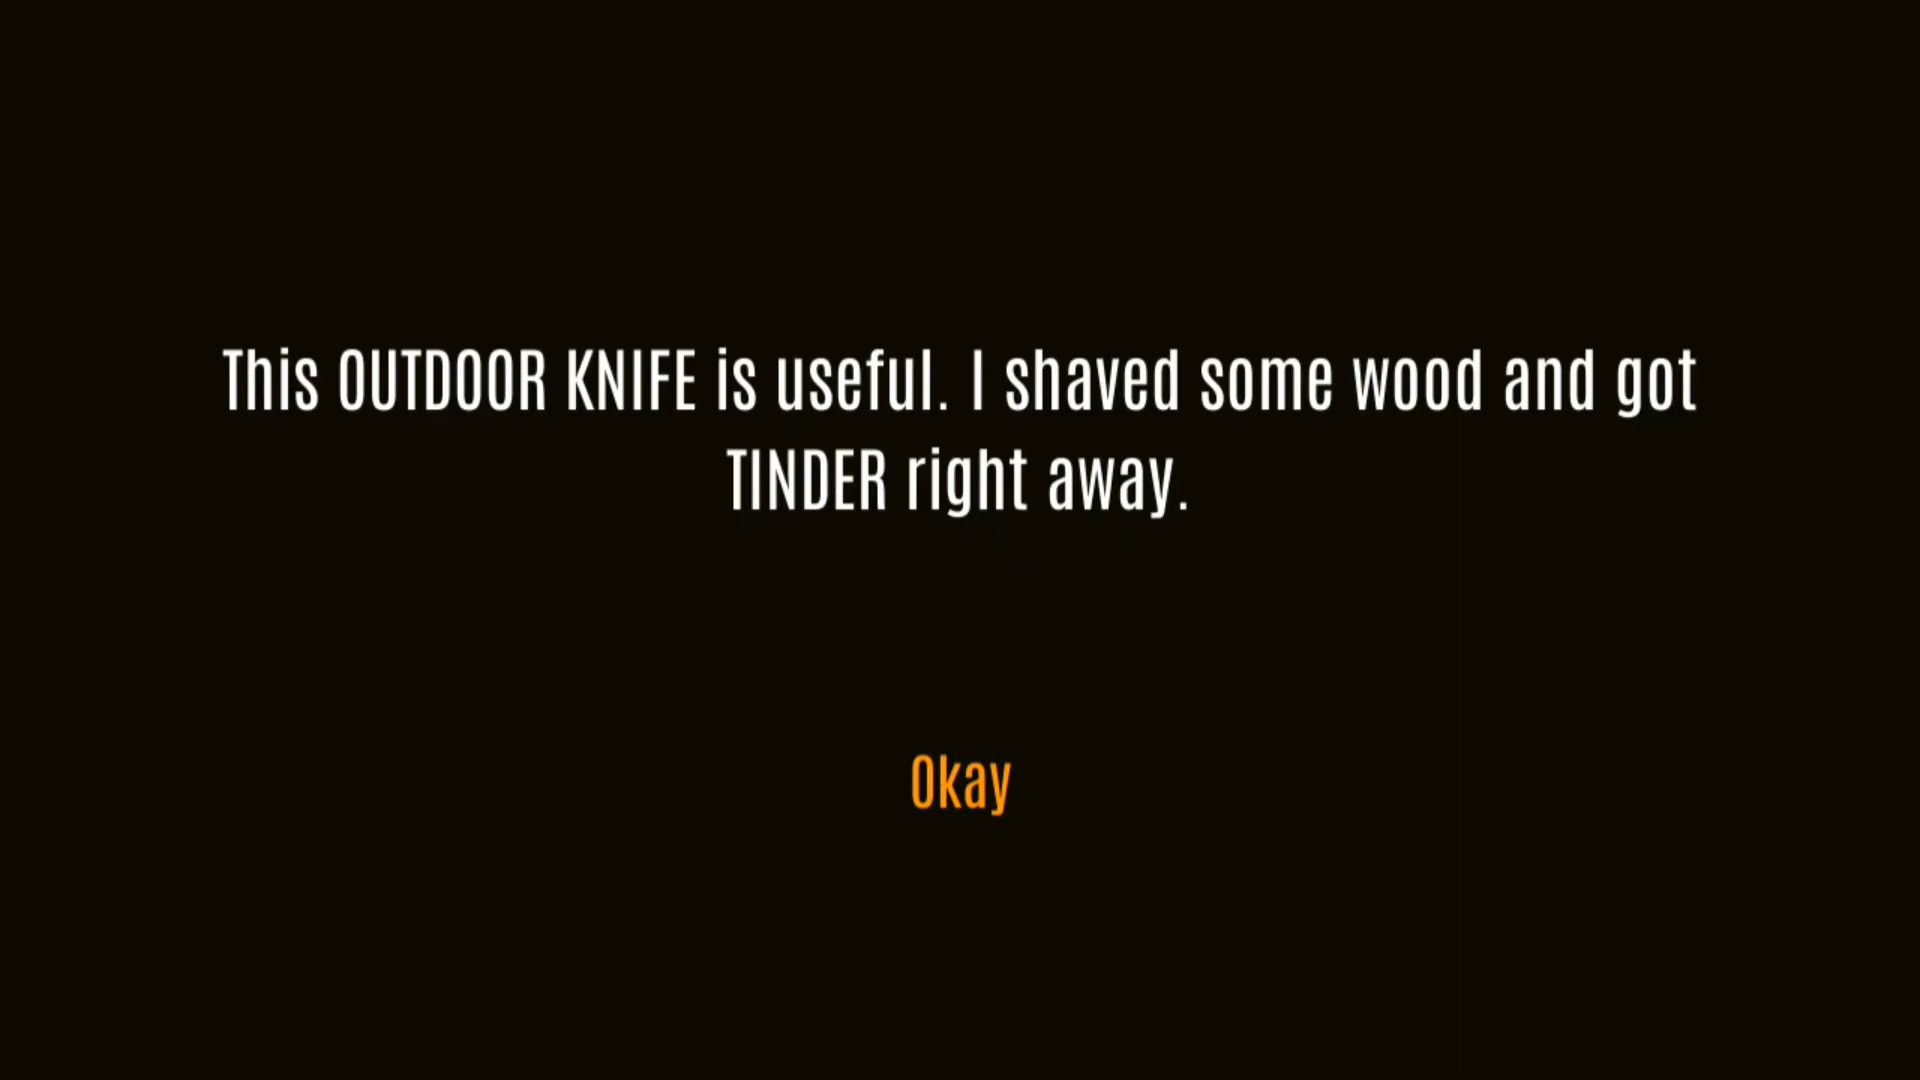 This OUTDOOR KNIFE is useful. I shaved some wood and got
TINDER right away.
Okay